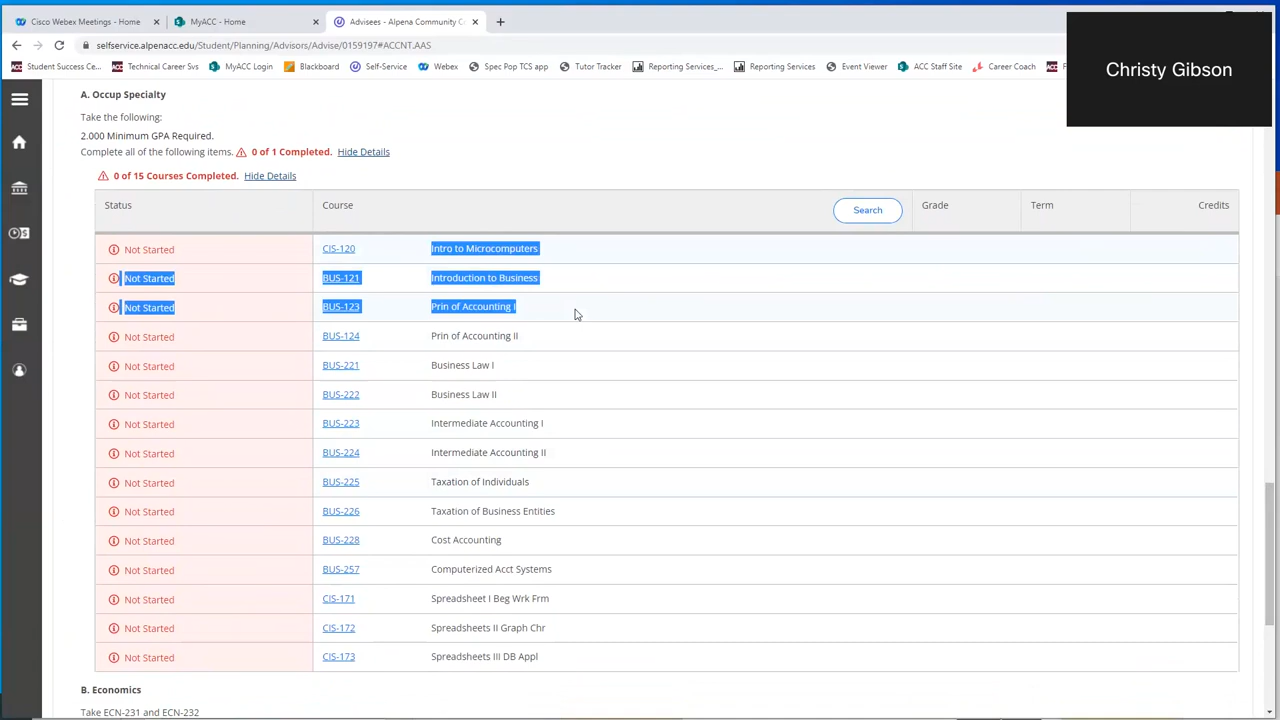 Cisco Webex Meetings - Home
MyACC - Home
Advisees - Alpena Community Co
selfservice.alpenacc.edu/Student/Planning/Advisors/Advise/0159197#ACCNT.AAS
Christy Gibson
Student Success Ce... Technical Career Svs MyACC Login Blackboard Self-Service Webex Spec Pop TCS app Tutor Tracker Reporting Services_... Reporting Services Event Viewer ACC Staff Site Career Coach
A. Occup Specialty
Take the following:
2.000 Minimum GPA Required.
Complete all of the following items. 0 of 1 Completed. Hide Details
0 of 15 Courses Completed. Hide Details
Status Course Search Grade Term Credits
Not Started CIS-120 Intro to Microcomputers
Not Started BUS-121 Introduction to Business
Not Started BUS-123 Prin of Accounting I
Not Started BUS-124 Prin of Accounting II
Not Started BUS-221 Business Law I
Not Started BUS-222 Business Law II
Not Started BUS-223 Intermediate Accounting I
Not Started BUS-224 Intermediate Accounting II
Not Started BUS-225 Taxation of Individuals
Not Started BUS-226 Taxation of Business Entities
Not Started BUS-228 Cost Accounting
Not Started BUS-257 Computerized Acct Systems
Not Started CIS-171 Spreadsheet I Beg Wrk Frm
Not Started CIS-172 Spreadsheets II Graph Chr
Not Started CIS-173 Spreadsheets III DB Appl
B. Economics
Take ECN-231 and ECN-232